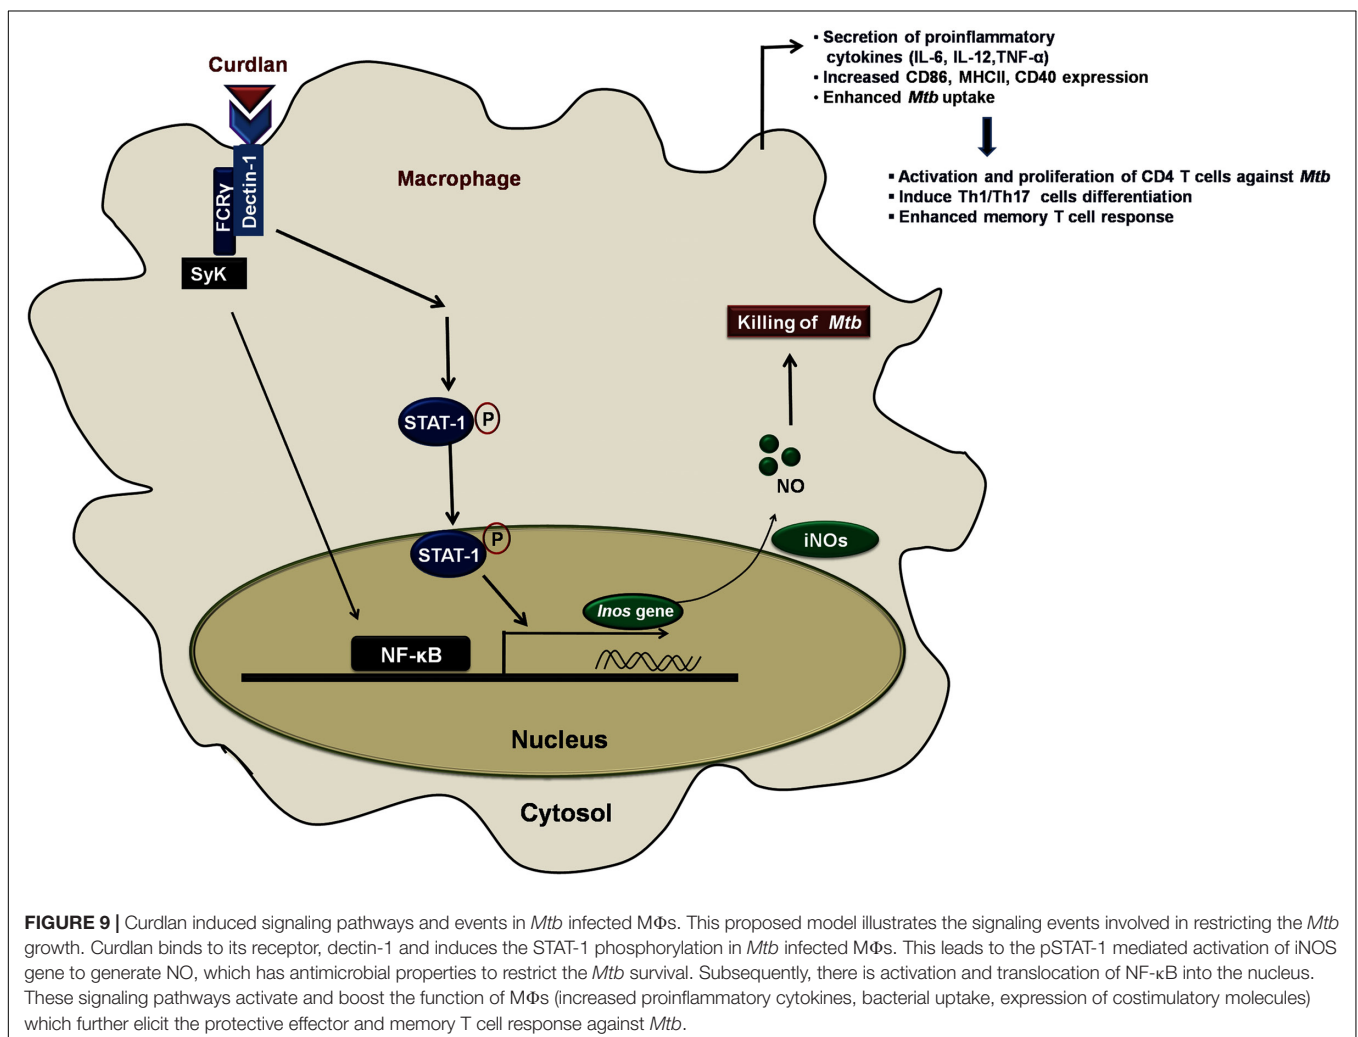 Curdlan
FCRγ
Dectin-1
SyK
Macrophage
▪ Secretion of proinflammatory
cytokines (IL-6, IL-12,TNF-α)
▪ Increased CD86, MHCII, CD40 expression
▪ Enhanced Mtb uptake
▪ Activation and proliferation of CD4 T cells against Mtb
▪ Induce Th1/Th17 cells differentiation
▪ Enhanced memory T cell response
Killing of Mtb
STAT-1 P
NO
iNOs
STAT-1 P
Inos gene
NF-κB
Nucleus
Cytosol
FIGURE 9 | Curdlan induced signaling pathways and events in Mtb infected MΦs. This proposed model illustrates the signaling events involved in restricting the Mtb
growth. Curdlan binds to its receptor, dectin-1 and induces the STAT-1 phosphorylation in Mtb infected MΦs. This leads to the pSTAT-1 mediated activation of iNOS
gene to generate NO, which has antimicrobial properties to restrict the Mtb survival. Subsequently, there is activation and translocation of NF-κB into the nucleus.
These signaling pathways activate and boost the function of MΦs (increased proinflammatory cytokines, bacterial uptake, expression of costimulatory molecules)
which further elicit the protective effector and memory T cell response against Mtb.